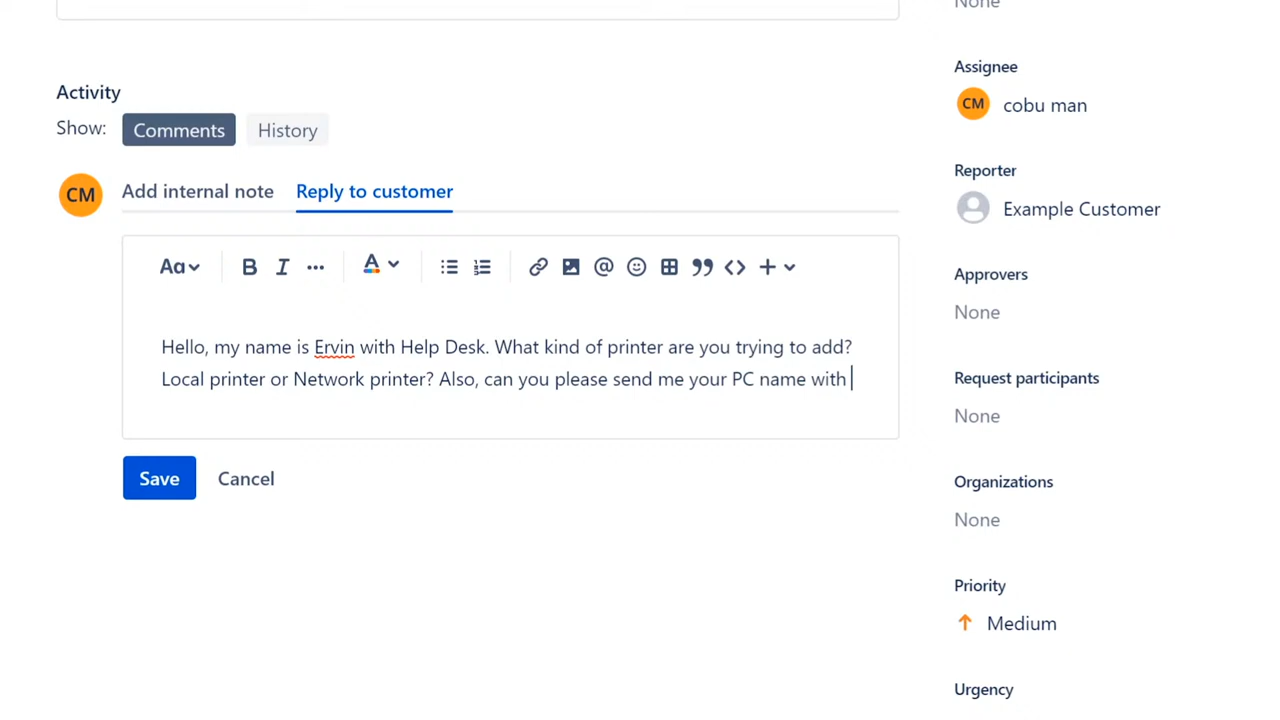 None
Activity
Show: Comments History
CM Add internal note Reply to customer
Aa B I ... A
Hello, my name is Ervin with Help Desk. What kind of printer are you trying to add?
Local printer or Network printer? Also, can you please send me your PC name with
Save Cancel
Assignee
CM cobu man
Reporter
Example Customer
Approvers
None
Request participants
None
Organizations
None
Priority
Medium
Urgency